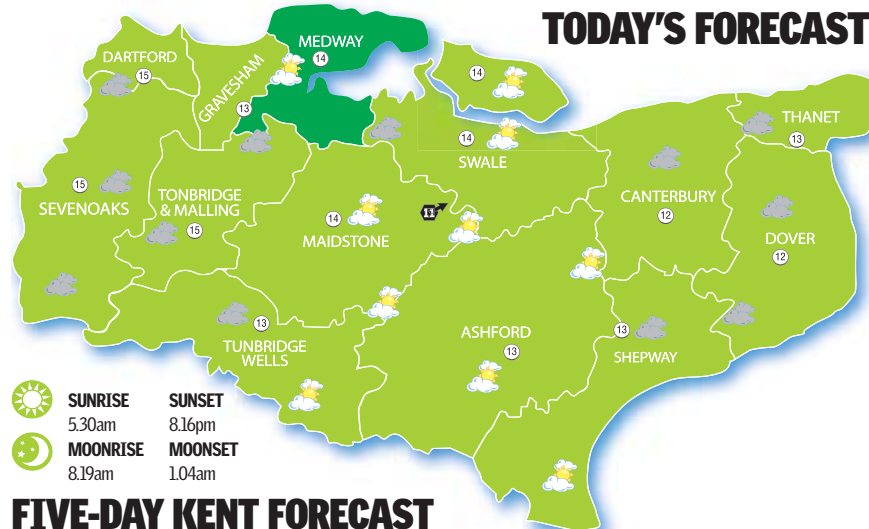 TODAY'S FORECAST
MEDWAY
14
DARTFORD
15
GRAVESHAM
13
14
THANET
13
14
SWALE
15
SEVENOAKS
TONBRIDGE
& MALLING
15
14
MAIDSTONE
11
CANTERBURY
12
DOVER
12
13
TUNBRIDGE
WELLS
ASHFORD
13
13
SHEPWAY
SUNRISE SUNSET
5.30am 8.16pm
MOONRISE MOONSET
8.19am 1.04am
FIVE-DAY KENT FORECAST